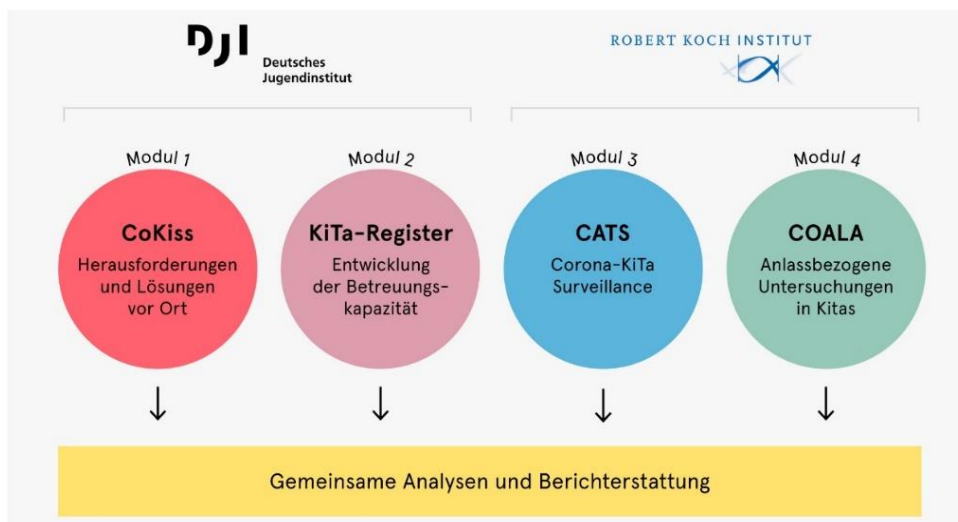 DJI
Deutsches
Jugendinstitut
ROBERT KOCH INSTITUT
Modul 1
CoKiss
Herausforderungen
und Lösungen
vor Ort
Modul 2
KiTa-Register
Entwicklung
der Betreuungs-
kapazität
Modul 3
CATS
Corona-KiTa
Surveillance
Modul 4
COALA
Anlassbezogene
Untersuchungen
in Kitas
Gemeinsame Analysen und Berichterstattung